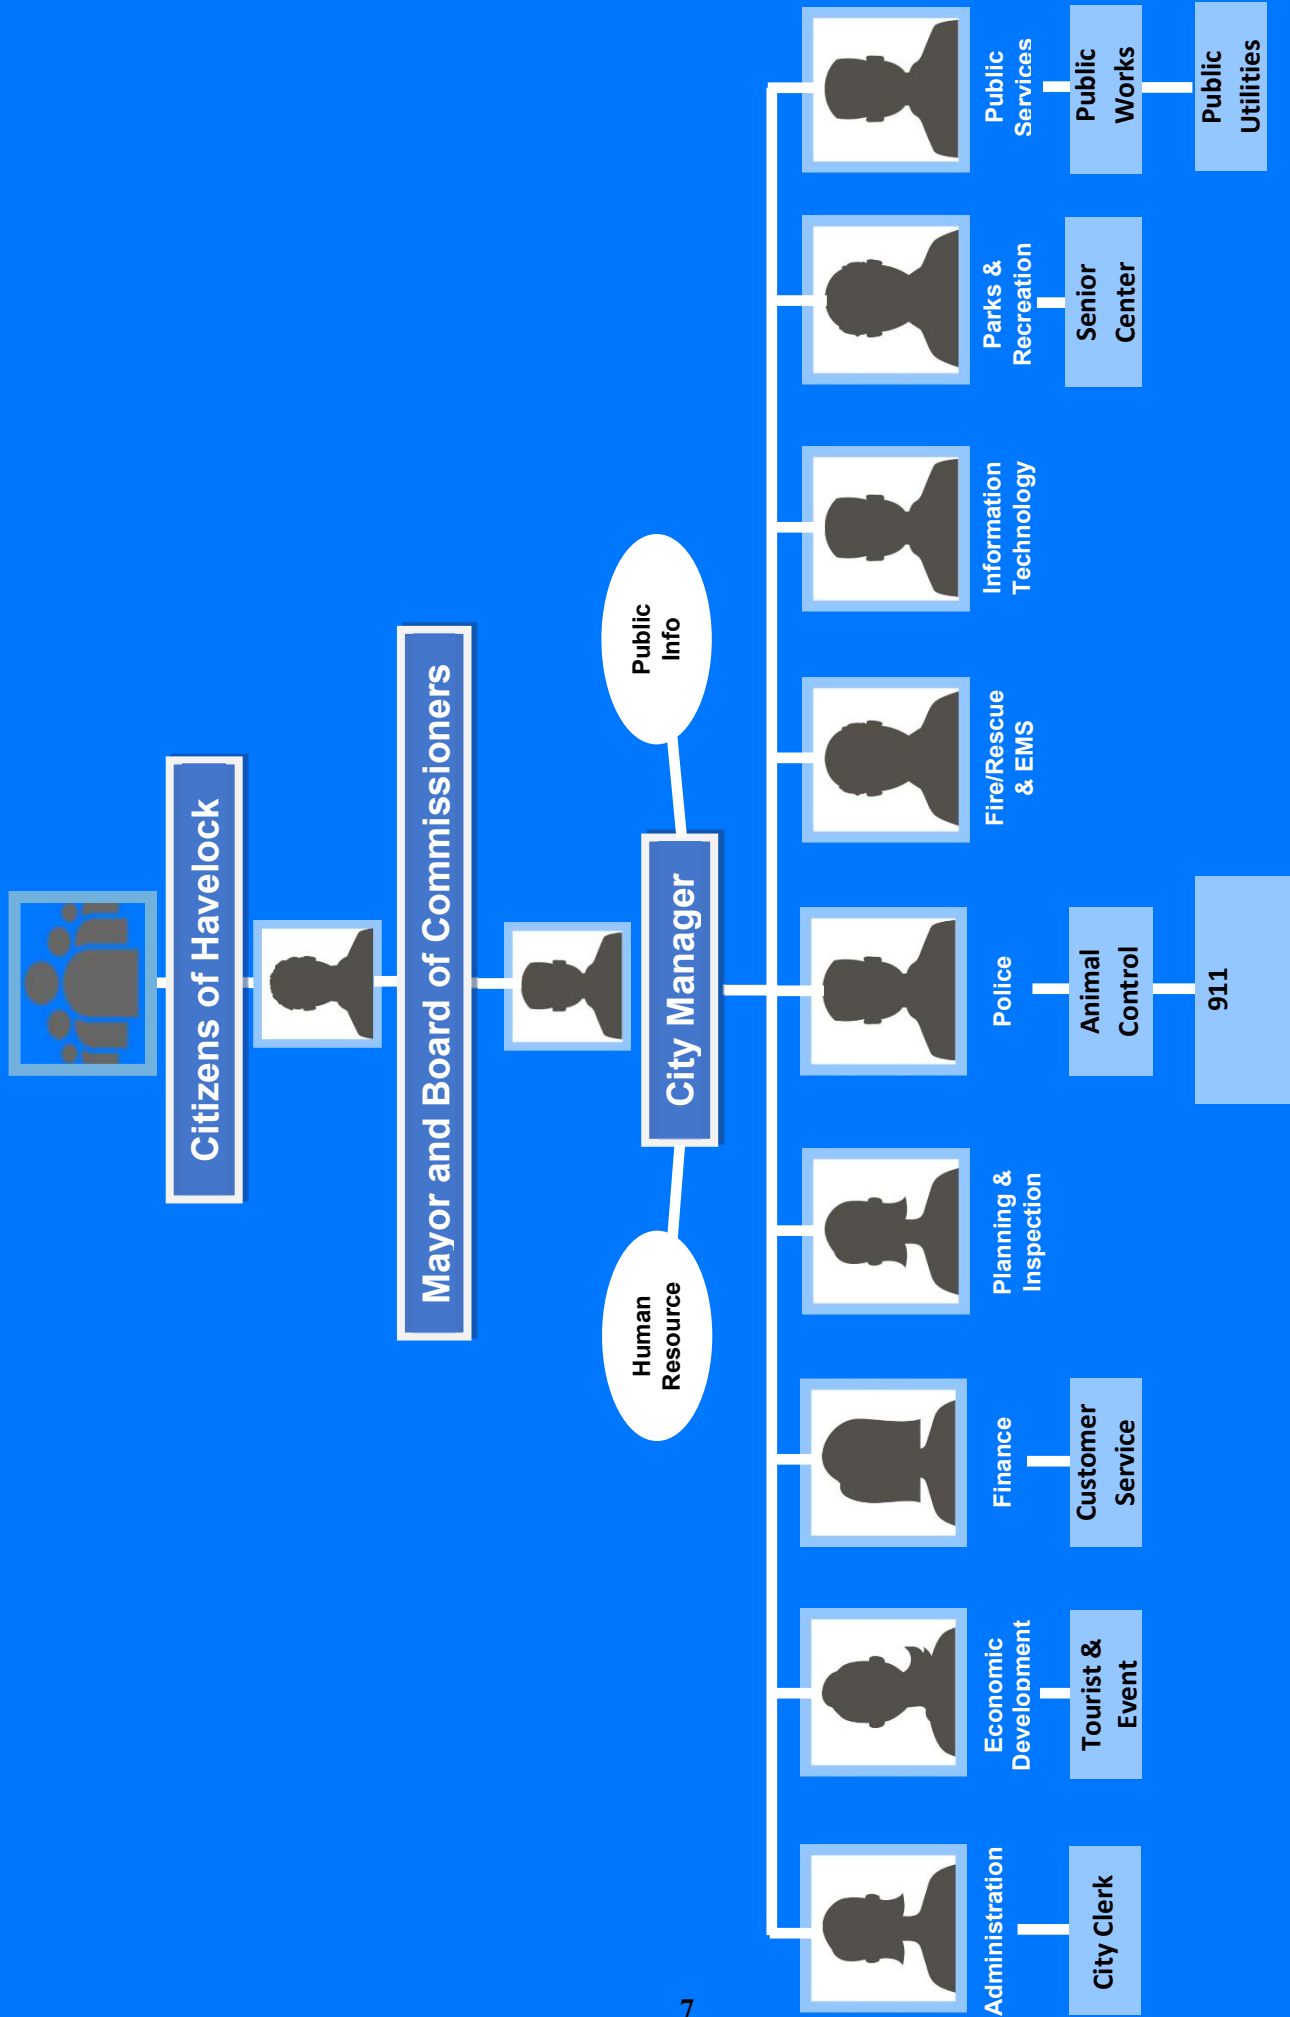 Citizens of Havelock
Mayor and Board of Commissioners
City Manager
Human
Resource
Public
Info
Administration
City Clerk
Economic
Development
Tourist &
Event
Finance
Customer
Service
Planning &
Inspection
Police
Animal
Control
911
Fire/Rescue
& EMS
Information
Technology
Parks &
Recreation
Senior
Center
Public
Services
Public
Works
Public
Utilities
7